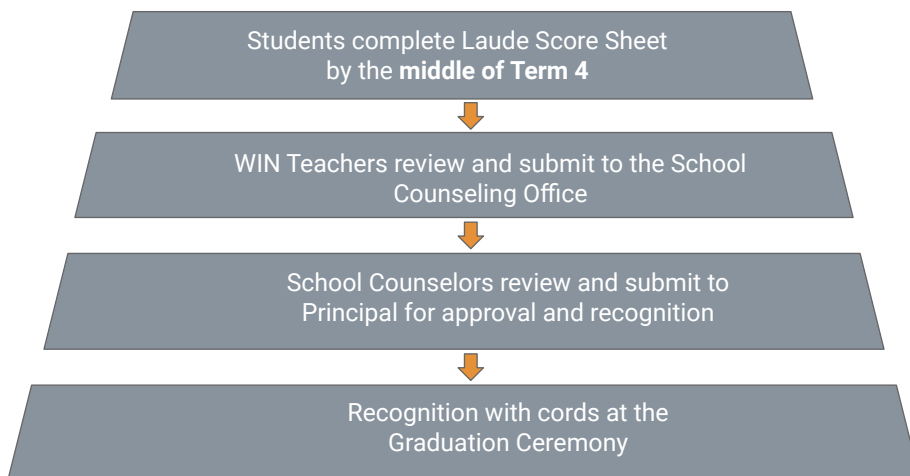 Students complete Laude Score Sheet
by the middle of Term 4
WIN Teachers review and submit to the School
Counseling Office
School Counselors review and submit to
Principal for approval and recognition
Recognition with cords at the
Graduation Ceremony